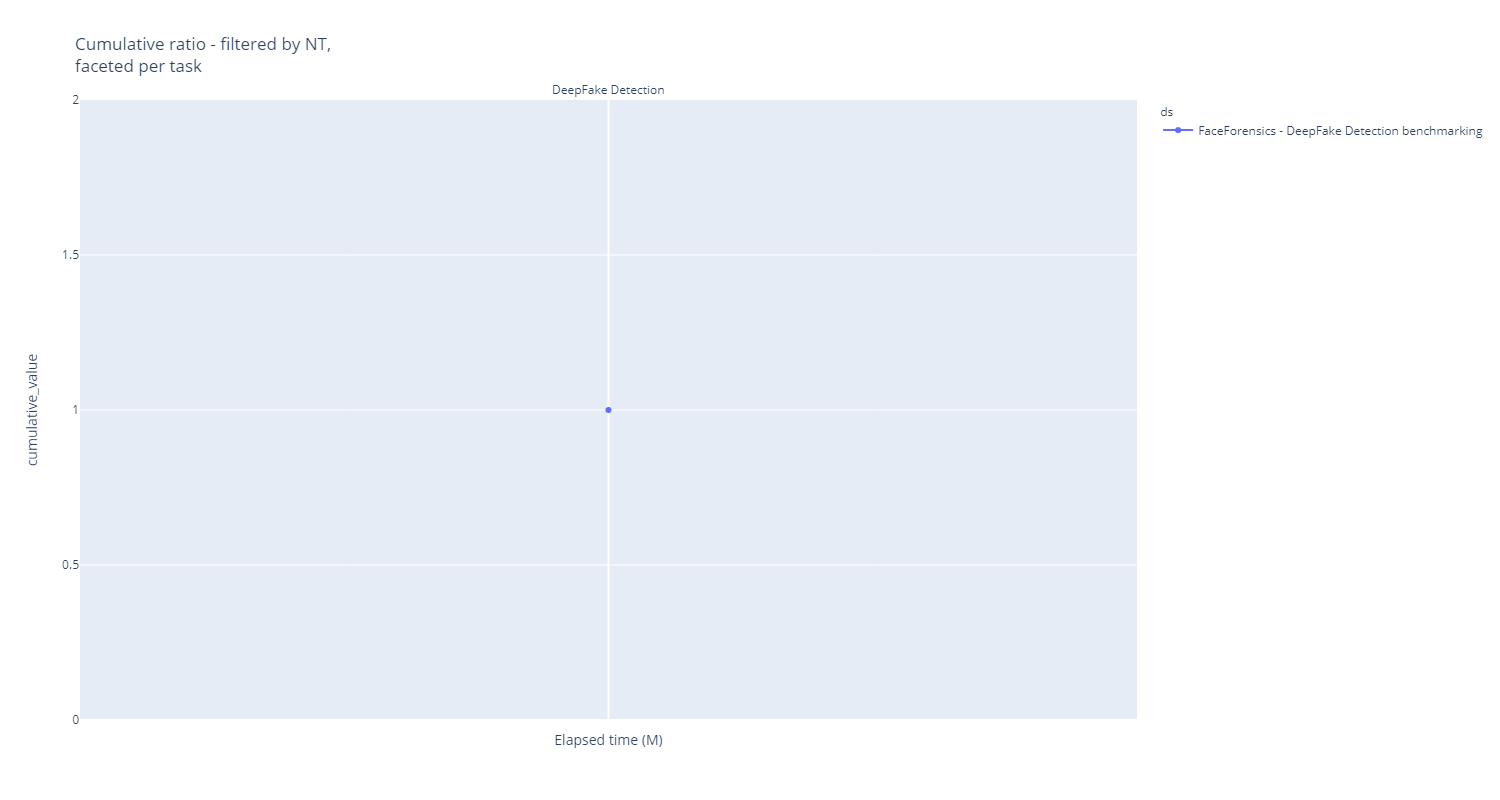 Cumulative ratio - filtered by NT,
faceted per task
DeepFake Detection
ds
FaceForensics - DeepFake Detection benchmarking
2
1.5
1
0.5
0
cumulative_value
Elapsed time (M)